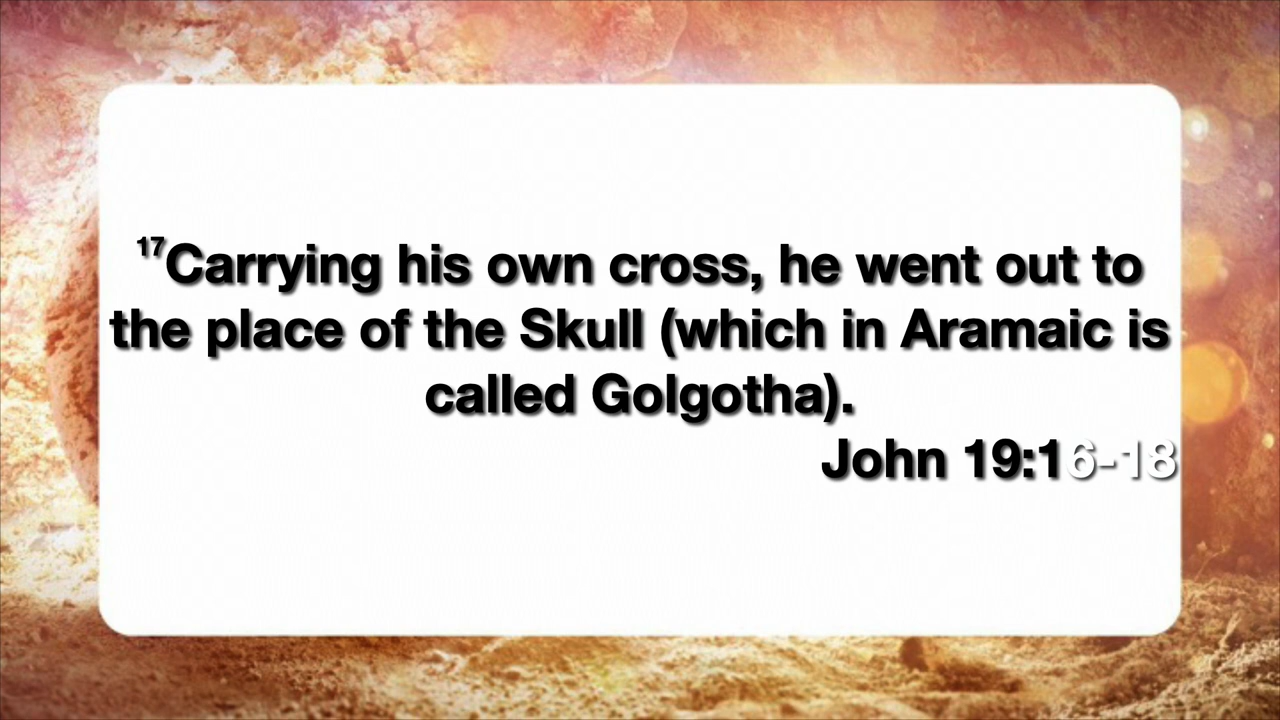 17Carrying his own cross, he went out to
the place of the Skull (which in Aramaic is
called Golgotha).
John 19:16-18